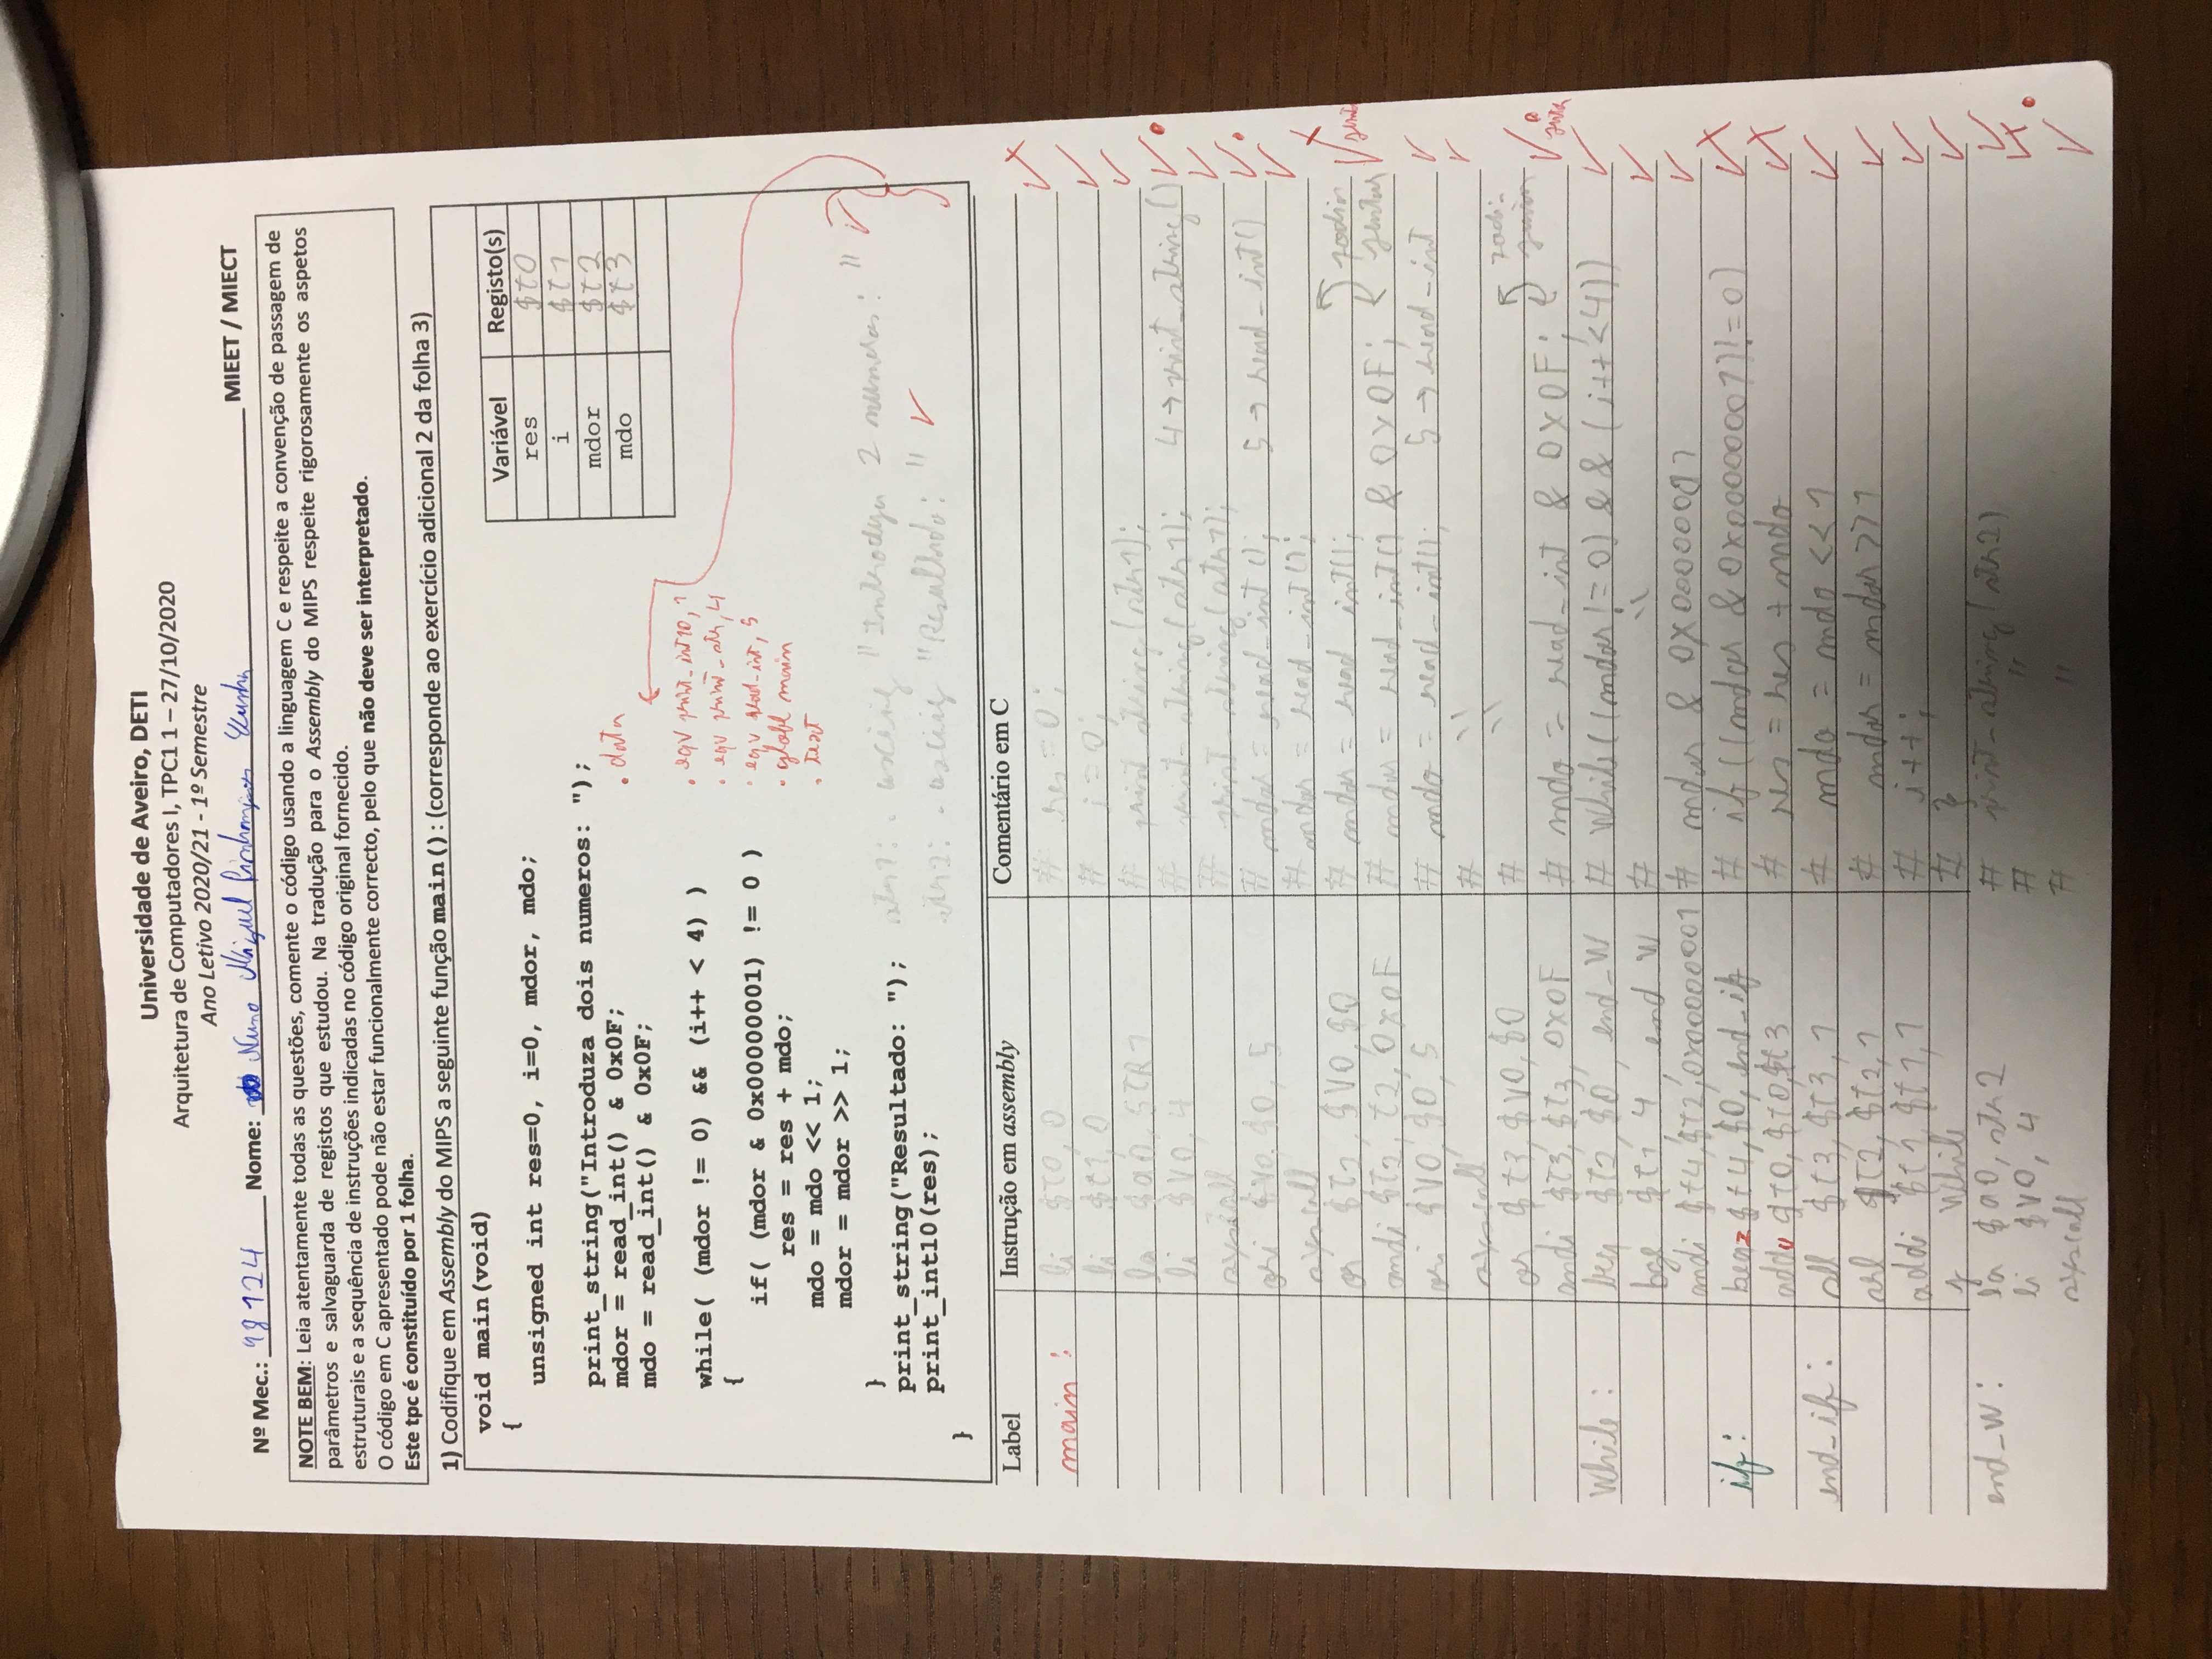 Universidade de Aveiro, DETI
Arquitetura de Computadores I, TPC1 1 – 27/10/2020
Ano Letivo 2020/21 - 1º Semestre
Nº Mec.: 98124 Nome: Nuno Miguel Cunha MIEET / MIECT
NOTE BEM: Leia atentamente todas as questões, comente o código usando a linguagem C e respeite a convenção de passagem de
parâmetros e salvaguarda de registos que estudou. Na tradução para o Assembly do MIPS respeite rigorosamente os aspetos
estruturais e a sequência de instruções indicadas no código original fornecido.
O código em C apresentado pode não estar funcionalmente correcto, pelo que não deve ser interpretado.
Este tpc é constituído por 1 folha.
1) Codifique em Assembly do MIPS a seguinte função main () : (corresponde ao exercício adicional 2 da folha 3)
void main(void)
{
unsigned int res=0, i=0, mdor, mdo;
print_string("Introduza dois numeros: ");
mdor = read_int() & 0x0F;
mdo = read_int() & 0x0F;
while( (mdor != 0) && (i++ < 4) )
{
if( (mdor & 0x00000001) != 0 )
res = res + mdo;
mdo = mdo << 1;
mdor = mdor >> 1;
}
print_string("Resultado: ");
print_int10(res);
}
Variável Registo(s)
res $t0
i $t1
mdor $t2
mdo $t3
. data
. eqv print_int10, 1
. eqv print_str, 4
. eqv read_int, 5
. globl main
. text
str1: . asciiz "Introduza 2 numeros: "
str2: . asciiz "Resultado: "
Label Instrução em assembly Comentário em C
main : li $t0, 0 # res = 0;
li $t1, 0 # i = 0;
la $a0, STR1 # print_string(str1);
li $v0, 4 # print_string(str1); 4 → print_string()
syscall # print_string(str1);
ori $v0, $0, 5 # mdor = read_int(); 5 → read_int()
syscall # mdor = read_int();
or $t2, $v0, $0 # mdor = read_int(); podia
andi $t2, t2, 0x0F # mdor = read_int() & 0x0F; juntar
ori $v0, $0, 5 # mdo = read_int(); 5 → read_int
syscall # \\
or $t3, $v0, $0 # \\
andi $t3, $t3, 0x0F # mdo = read_int & 0x0F;
While : beq $t2, $0, end_W # While((mdor != 0) && (i++ < 4))
bge $t1, 4, end_W # \\
andi $t4, $t2, 0x00000001 # mdor & 0x00000001
if : beqz $t4, $0, end_if # if((mdor & 0x00000001) != 0)
addu $t0, $t0, $t3 # res = res + mdo
end_if : sll $t3, $t3, 1 # mdo = mdo << 1
srl $t2, $t2, 1 # mdor = mdor >> 1
addi $t1, $t1, 1 # i++;
j While # }
end_W : la $a0, str2 # print_string(str2)
li $v0, 4 # "
syscall # "